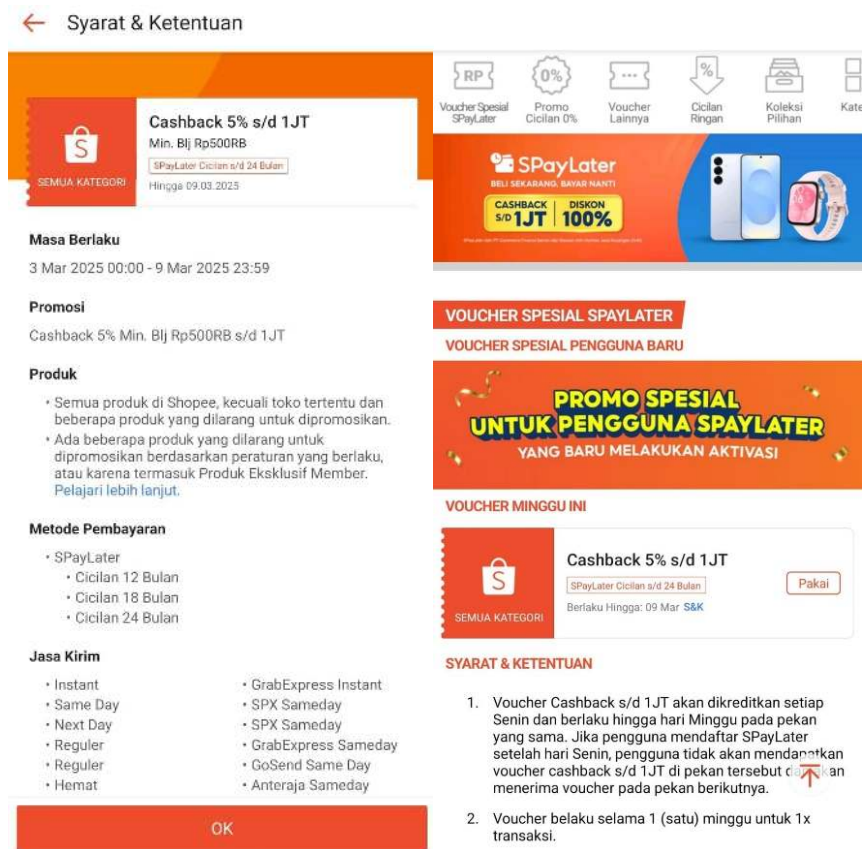 Syarat & Ketentuan
Cashback 5% s/d 1JT
Min. Blj Rp500RB
SPayLater Cicilan s/d 24 Bulan
Hingga 09.03.2025
SEMUA KATEGORI
Masa Berlaku
3 Mar 2025 00:00 - 9 Mar 2025 23:59
Promosi
Cashback 5% Min. Blj Rp500RB s/d 1JT
Produk
• Semua produk di Shopee, kecuali toko tertentu dan
beberapa produk yang dilarang untuk dipromosikan.
• Ada beberapa produk yang dilarang untuk
dipromosikan berdasarkan peraturan yang berlaku,
atau karena termasuk Produk Eksklusif Member.
Pelajari lebih lanjut.
Metode Pembayaran
• SPayLater
• Cicilan 12 Bulan
• Cicilan 18 Bulan
• Cicilan 24 Bulan
Jasa Kirim
• Instant
• Same Day
• Next Day
• Reguler
• Reguler
• Hemat
• GrabExpress Instant
• SPX Sameday
• SPX Sameday
• GrabExpress Sameday
• GoSend Same Day
• Anteraja Sameday
OK
RP
Voucher Spesial
SPayLater
0%
Promo
Cicilan 0%
Voucher
Lainnya
%
Cicilan
Ringan
Koleksi
Pilihan
Kate
SPayLater
BELI SEKARANG, BAYAR NANTI
CASHBACK S/D 1JT
DISKON 100%
VOUCHER SPESIAL SPAYLATER
VOUCHER SPESIAL PENGGUNA BARU
PROMO SPESIAL
UNTUK PENGGUNA SPAYLATER
YANG BARU MELAKUKAN AKTIVASI
VOUCHER MINGGU INI
SEMUA KATEGORI
Cashback 5% s/d 1JT
SPayLater Cicilan s/d 24 Bulan
Berlaku Hingga: 09 Mar S&K
Pakai
SYARAT & KETENTUAN
1. Voucher Cashback s/d 1JT akan dikreditkan setiap
Senin dan berlaku hingga hari Minggu pada pekan
yang sama. Jika pengguna mendaftar SPayLater
setelah hari Senin, pengguna tidak akan mendapatkan
voucher cashback s/d 1JT di pekan tersebut
menerima voucher pada pekan berikutnya.
2. Voucher belaku selama 1 (satu) minggu untuk 1x
transaksi.